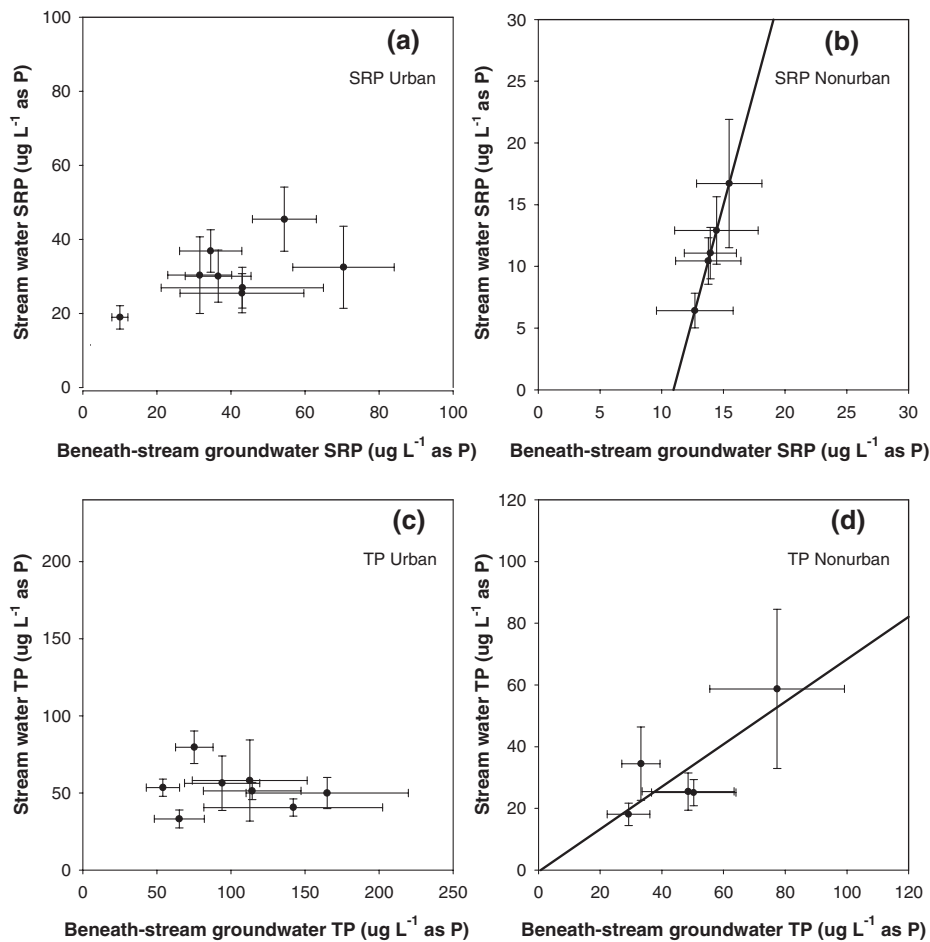 (a)
SRP Urban
Stream water SRP (ug L⁻¹ as P)
100
80
60
40
20
0
0 20 40 60 80 100
Beneath-stream groundwater SRP (ug L⁻¹ as P)
(b)
SRP Nonurban
Stream water SRP (ug L⁻¹ as P)
30
25
20
15
10
5
0
0 5 10 15 20 25 30
Beneath-stream groundwater SRP (ug L⁻¹ as P)
(c)
TP Urban
Stream water TP (ug L⁻¹ as P)
200
150
100
50
0
0 50 100 150 200 250
Beneath-stream groundwater TP (ug L⁻¹ as P)
(d)
TP Nonurban
Stream water TP (ug L⁻¹ as P)
120
100
80
60
40
20
0
0 20 40 60 80 100 120
Beneath-stream groundwater TP (ug L⁻¹ as P)